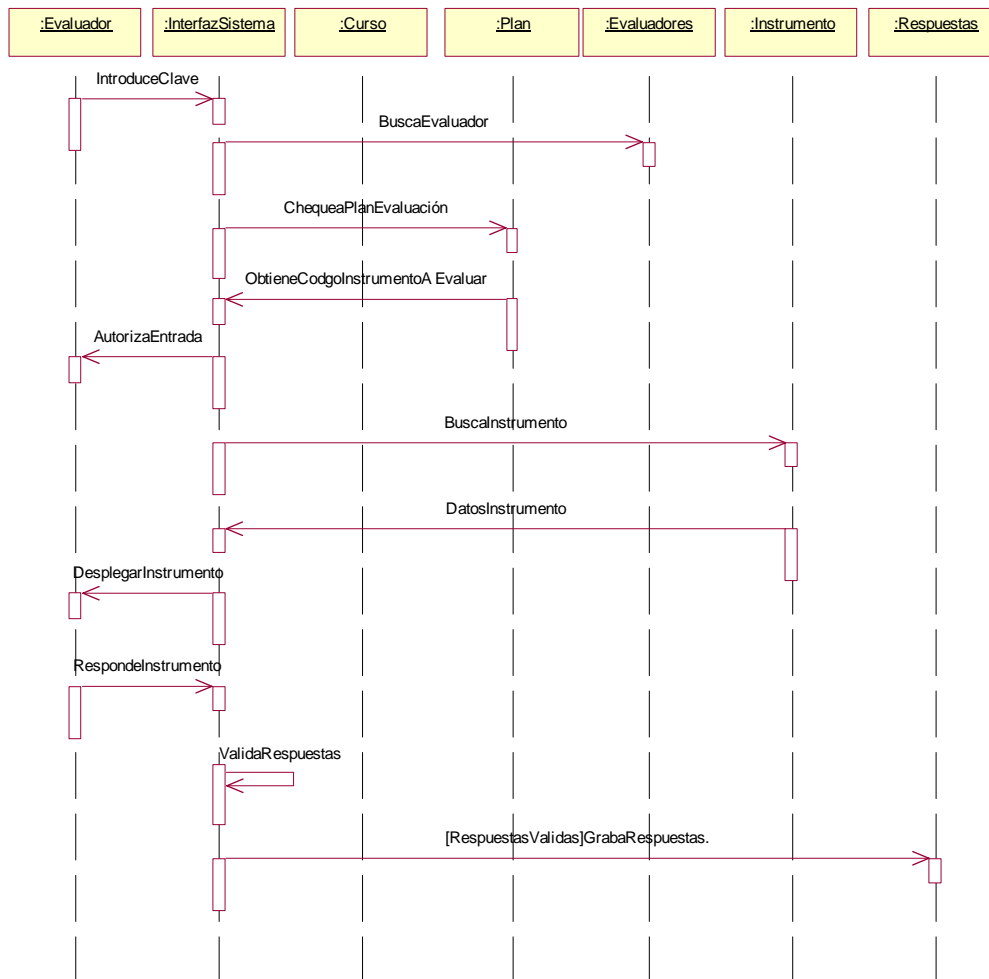 :Evaluador
:InterfazSistema
:Curso
:Plan
:Evaluadores
:Instrumento
:Respuestas
IntroduceClave
BuscaEvaluador
ChequeaPlanEvaluación
ObtieneCodgoInstrumentoA Evaluar
AutorizaEntrada
BuscaInstrumento
DatosInstrumento
DesplegarInstrumento
RespondeInstrumento
ValidaRespuestas
[RespuestasValidas]GrabaRespuestas.